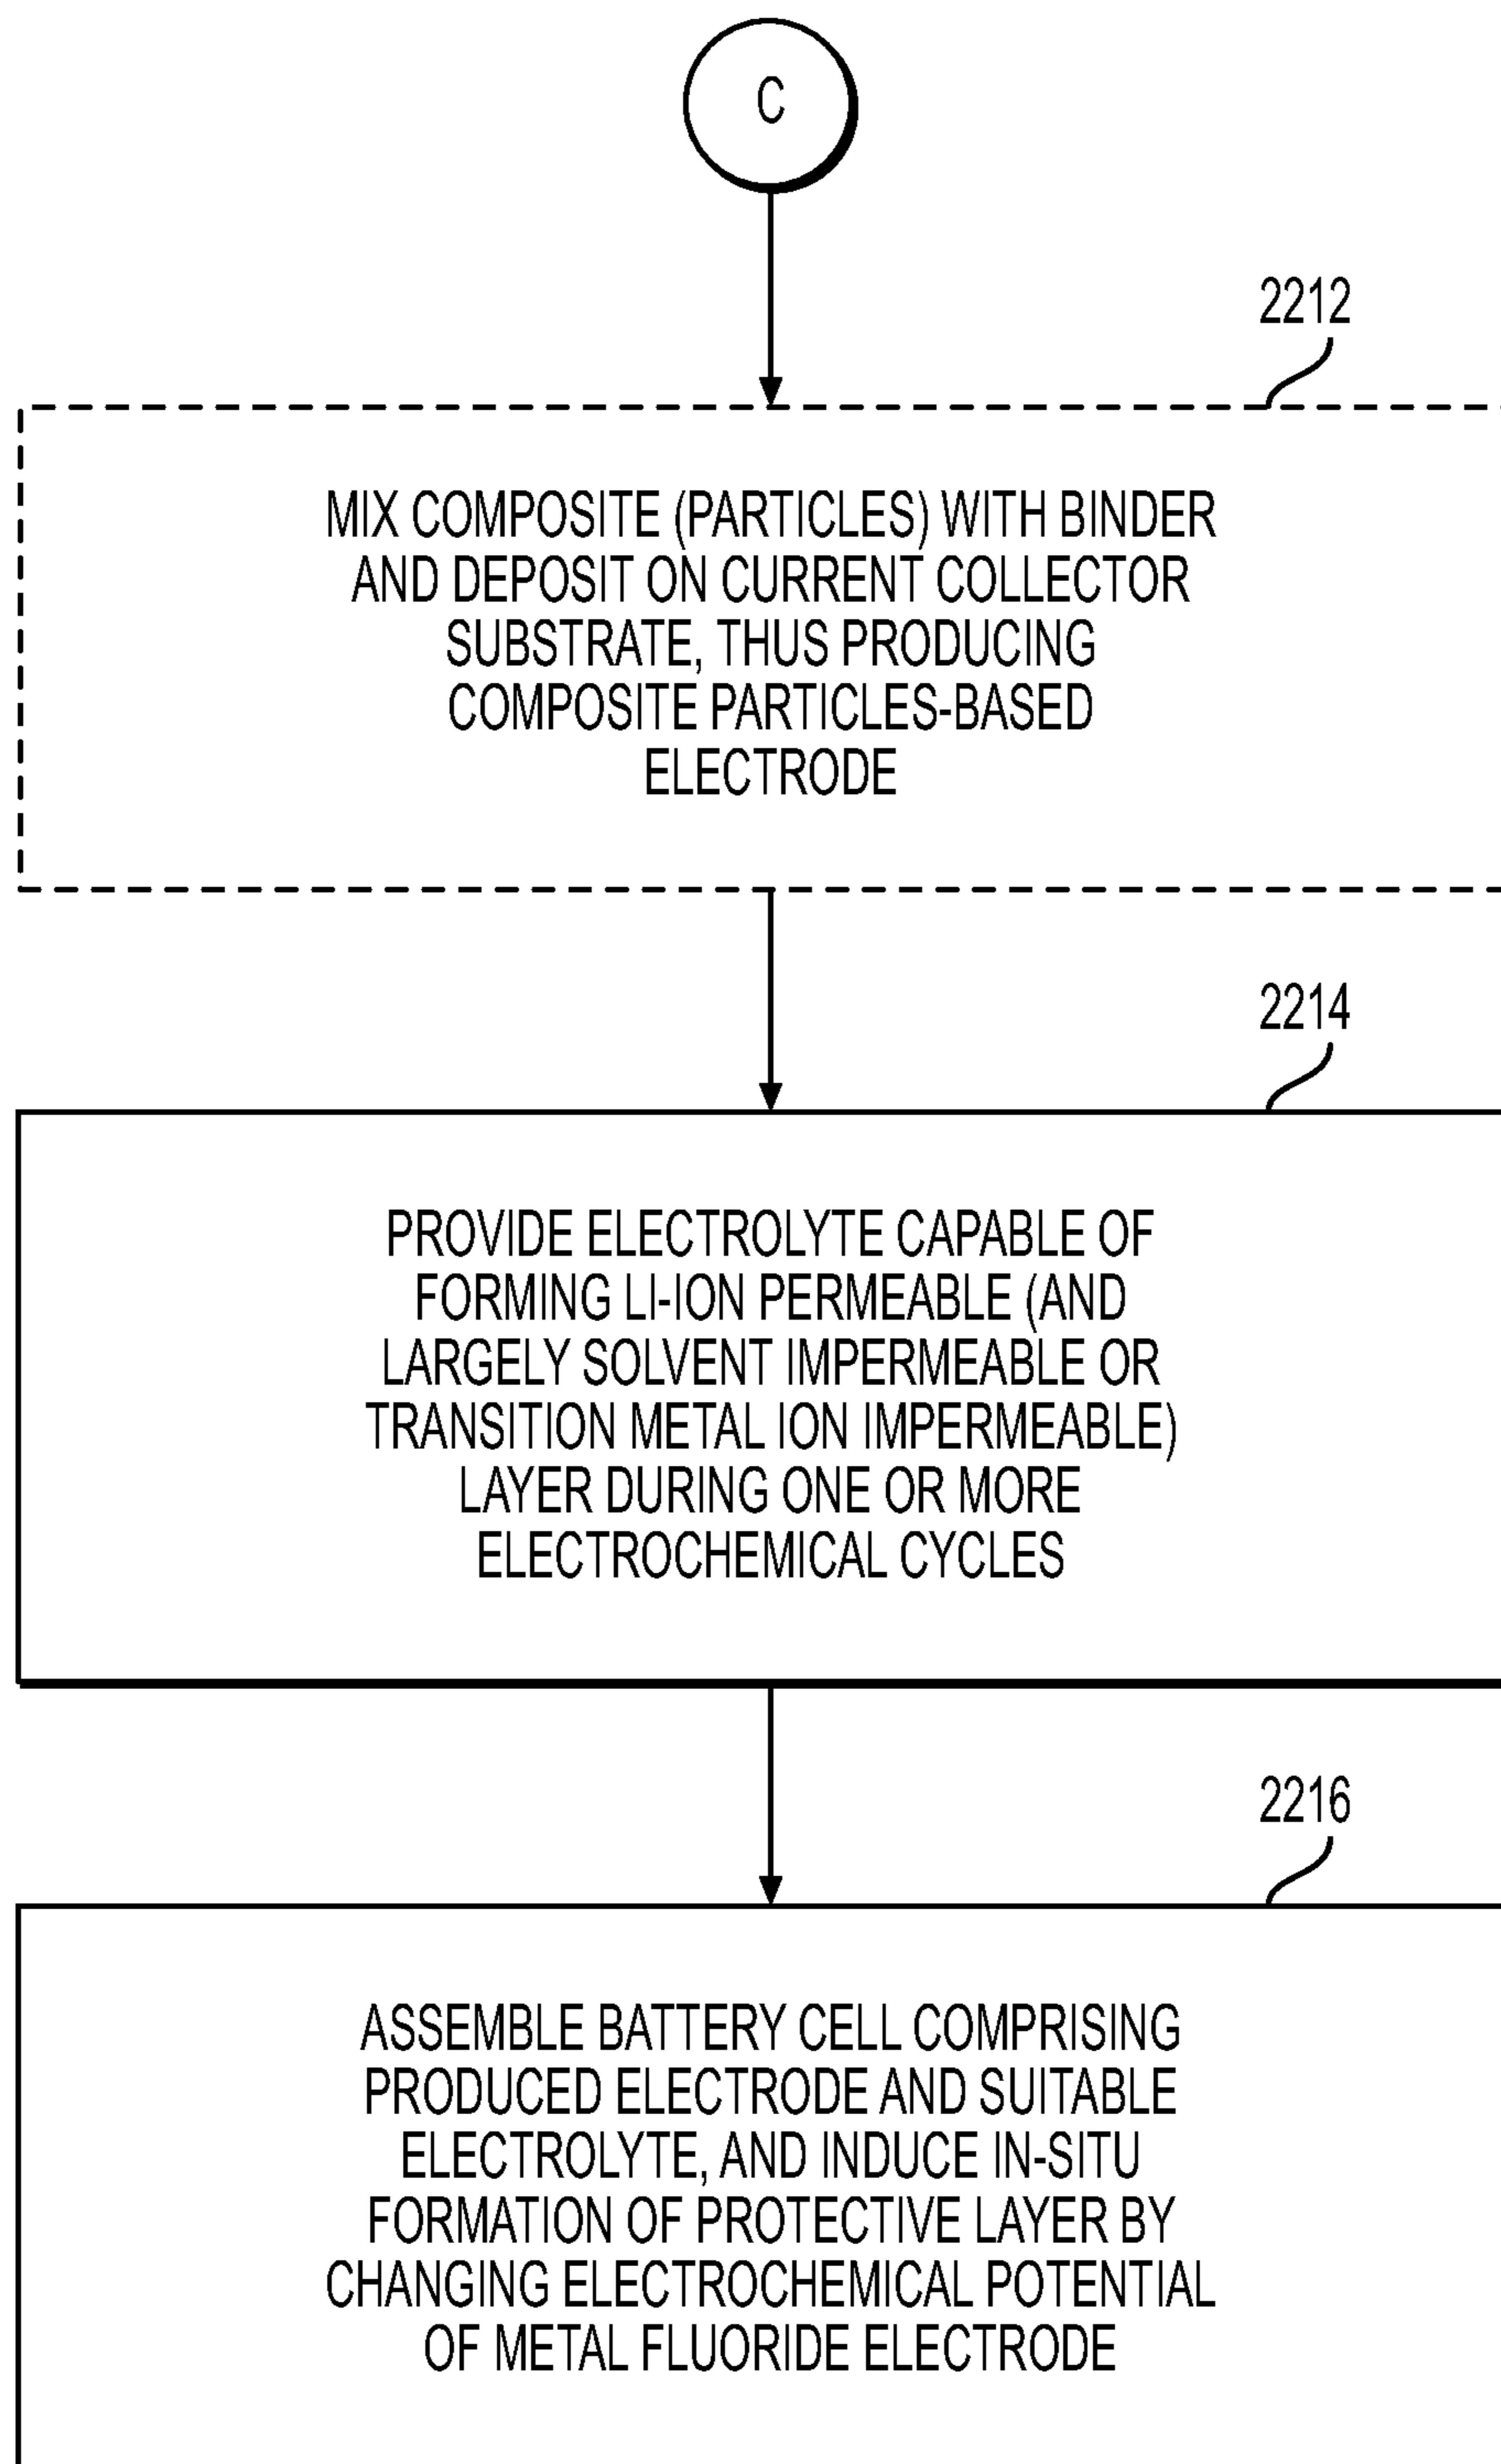 C
2212
MIX COMPOSITE (PARTICLES) WITH BINDER
AND DEPOSIT ON CURRENT COLLECTOR
SUBSTRATE, THUS PRODUCING
COMPOSITE PARTICLES-BASED
ELECTRODE
2214
PROVIDE ELECTROLYTE CAPABLE OF
FORMING LI-ION PERMEABLE (AND
LARGELY SOLVENT IMPERMEABLE OR
TRANSITION METAL ION IMPERMEABLE)
LAYER DURING ONE OR MORE
ELECTROCHEMICAL CYCLES
2216
ASSEMBLE BATTERY CELL COMPRISING
PRODUCED ELECTRODE AND SUITABLE
ELECTROLYTE, AND INDUCE IN-SITU
FORMATION OF PROTECTIVE LAYER BY
CHANGING ELECTROCHEMICAL POTENTIAL
OF METAL FLUORIDE ELECTRODE